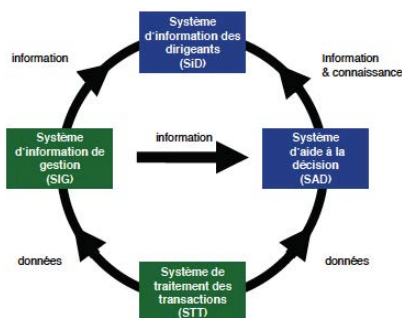 Système
d'information des
dirigeants
(SiD)
information
Information
& connaissance
Système
d'information de
gestion
(SIG)
information
Système
d'aide à la
décision
(SAD)
données
données
Système de
traitement des
transactions
(STT)